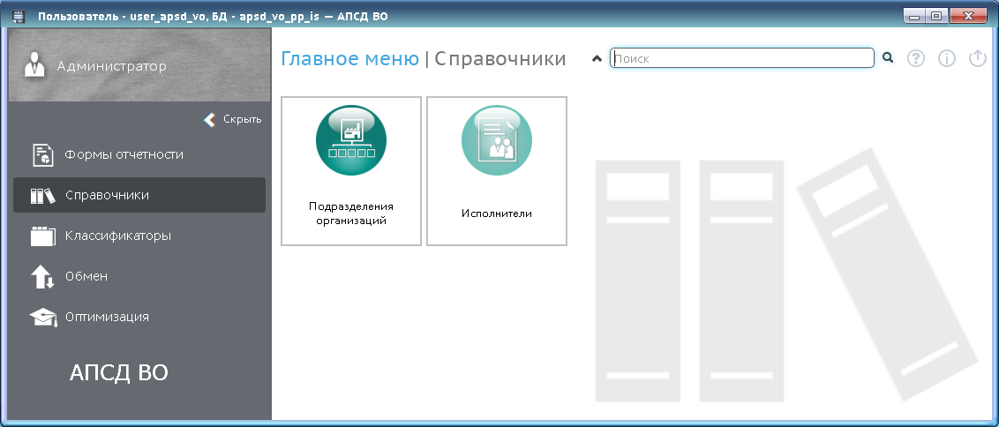 Пользователь - user_apsd_vo, БД - apsd_vo_pp_is — АПСД ВО
Администратор
Скрыть
Формы отчетности
Справочники
Классификаторы
Обмен
Оптимизация
АПСД ВО
Главное меню | Справочники
Поиск
Подразделения
организаций
Исполнители